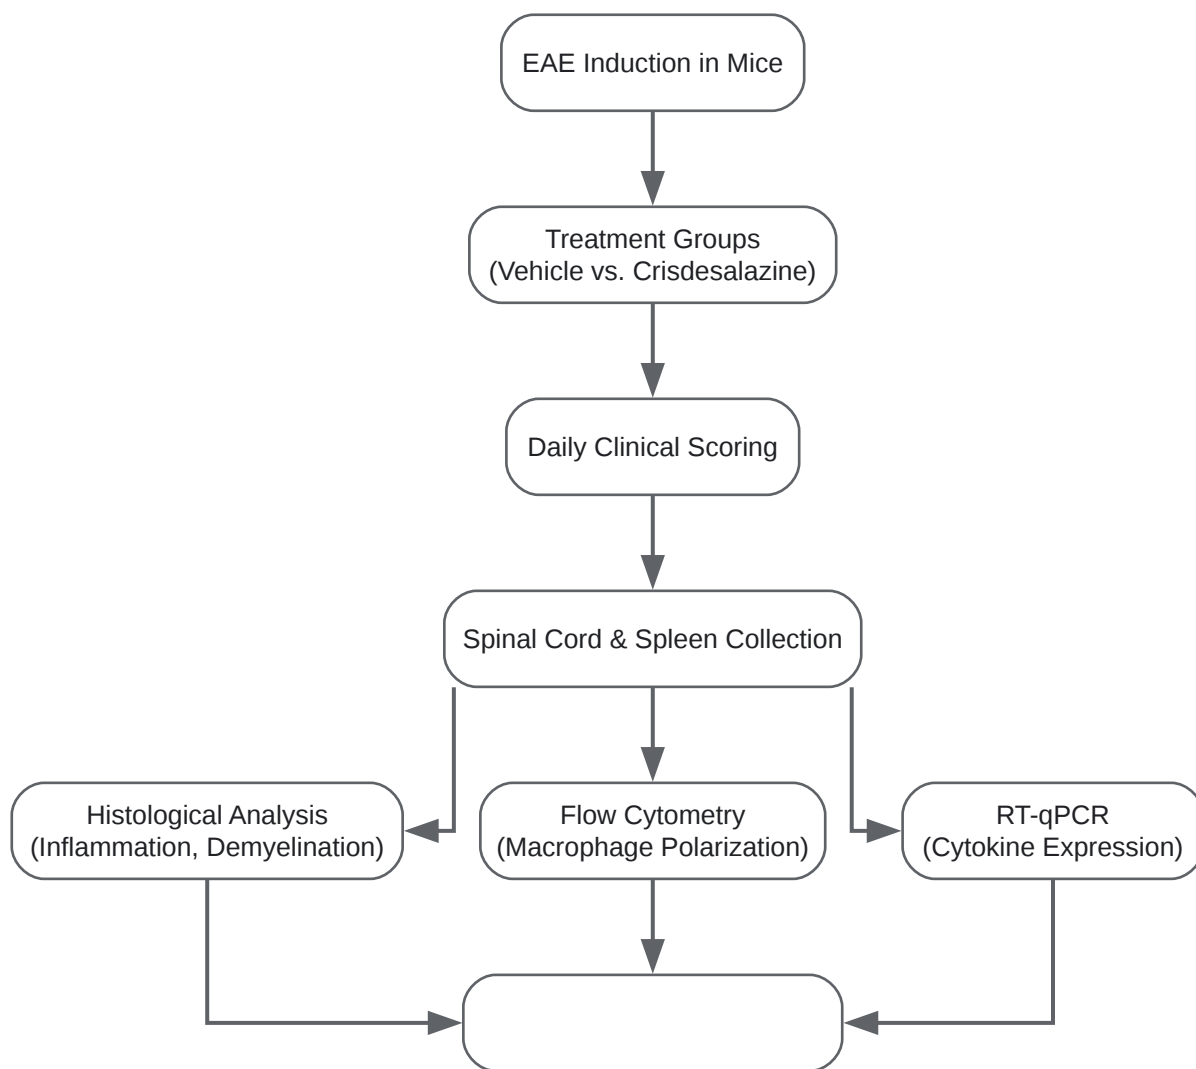 EAE Induction in Mice
Treatment Groups
(Vehicle vs. Crisdesalazine)
Daily Clinical Scoring
Spinal Cord & Spleen Collection
Histological Analysis
(Inflammation, Demyelination)
Flow Cytometry
(Macrophage Polarization)
RT-qPCR
(Cytokine Expression)